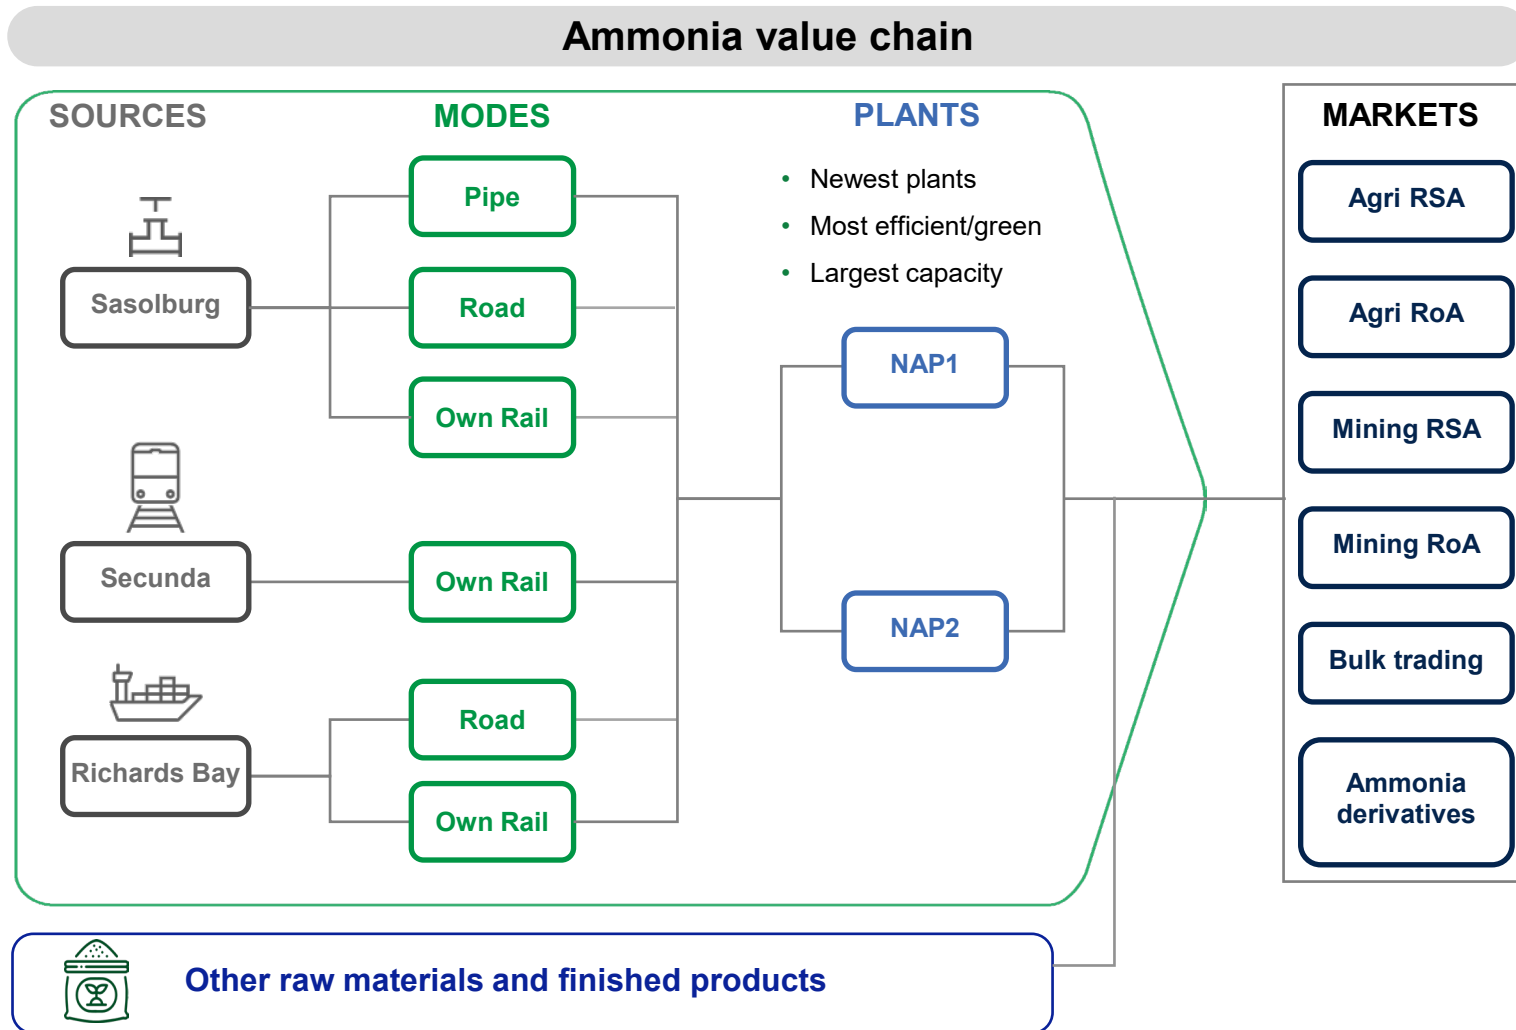 Ammonia value chain
SOURCES
MODES
PLANTS
MARKETS
Sasolburg
Secunda
Richards Bay
Pipe
Road
Own Rail
Own Rail
Road
Own Rail
• Newest plants
• Most efficient/green
• Largest capacity
NAP1
NAP2
Agri RSA
Agri RoA
Mining RSA
Mining RoA
Bulk trading
Ammonia
derivatives
Other raw materials and finished products